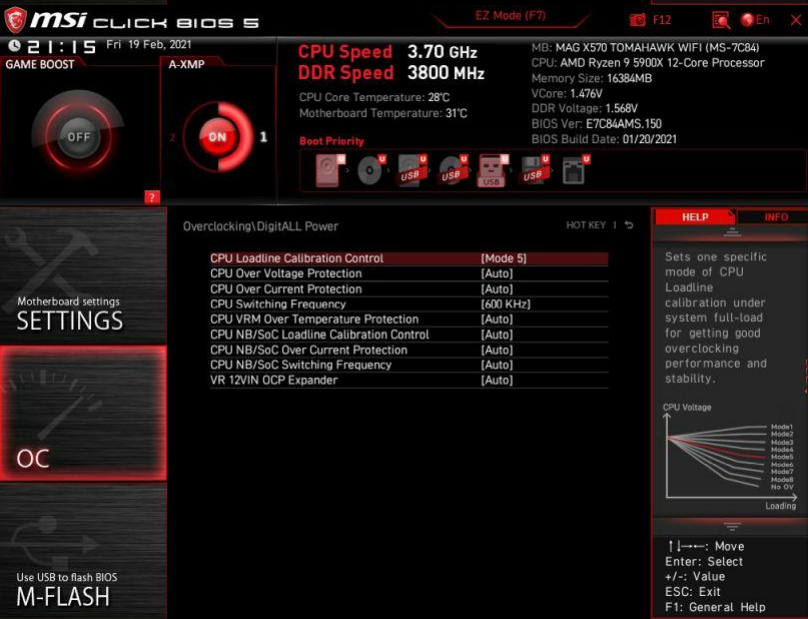 msi CLICK BIOS 5
EZ Mode (F7)
F12
En
X
21:15 Fri 19 Feb, 2021
GAME BOOST
OFF
A-XMP
2 ON 1
?
CPU Speed 3.70 GHz
DDR Speed 3800 MHz
CPU Core Temperature: 28°C
Motherboard Temperature: 31°C
MB: MAG X570 TOMAHAWK WIFI (MS-7C84)
CPU: AMD Ryzen 9 5900X 12-Core Processor
Memory Size: 16384MB
VCore: 1.476V
DDR Voltage: 1.568V
BIOS Ver: E7C84AMS.150
BIOS Build Date: 01/20/2021
Boot Priority
U U USB U USB U USB USB U U
Motherboard settings
SETTINGS
OC
Use USB to flash BIOS
M-FLASH
Overclocking\DigitALL Power
HOT KEY |
CPU Loadline Calibration Control [Mode 5]
CPU Over Voltage Protection [Auto]
CPU Over Current Protection [Auto]
CPU Switching Frequency [600 KHz]
CPU VRM Over Temperature Protection [Auto]
CPU NB/SoC Loadline Calibration Control [Auto]
CPU NB/SoC Over Current Protection [Auto]
CPU NB/SoC Switching Frequency [Auto]
VR 12VIN OCP Expander [Auto]
HELP
INFO
Sets one specific
mode of CPU
Loadline
calibration under
system full-load
for getting good
overclocking
performance and
stability.
CPU Voltage
Mode1
Mode2
Mode3
Mode4
Mode5
Mode6
Mode7
Mode8
No OV
Loading
↑↓→←: Move
Enter: Select
+/-: Value
ESC: Exit
F1: General Help